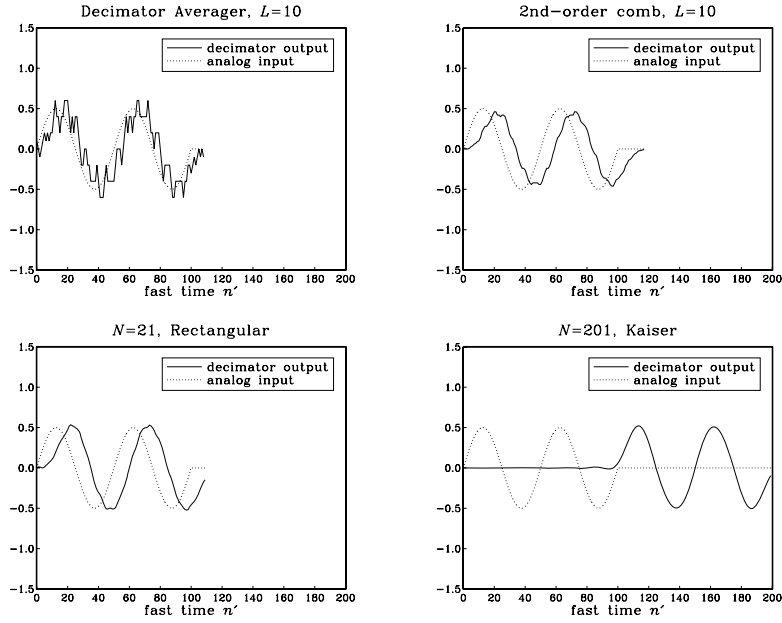 Decimator Averager, L=10
1.5
1.0
0.5
0.0
−0.5
−1.0
−1.5
decimator output
analog input
0 20 40 60 80 100 120 140 160 180 200
fast time n′
2nd−order comb, L=10
1.5
1.0
0.5
0.0
−0.5
−1.0
−1.5
decimator output
analog input
0 20 40 60 80 100 120 140 160 180 200
fast time n′
N=21, Rectangular
1.5
1.0
0.5
0.0
−0.5
−1.0
−1.5
decimator output
analog input
0 20 40 60 80 100 120 140 160 180 200
fast time n′
N=201, Kaiser
1.5
1.0
0.5
0.0
−0.5
−1.0
−1.5
decimator output
analog input
0 20 40 60 80 100 120 140 160 180 200
fast time n′